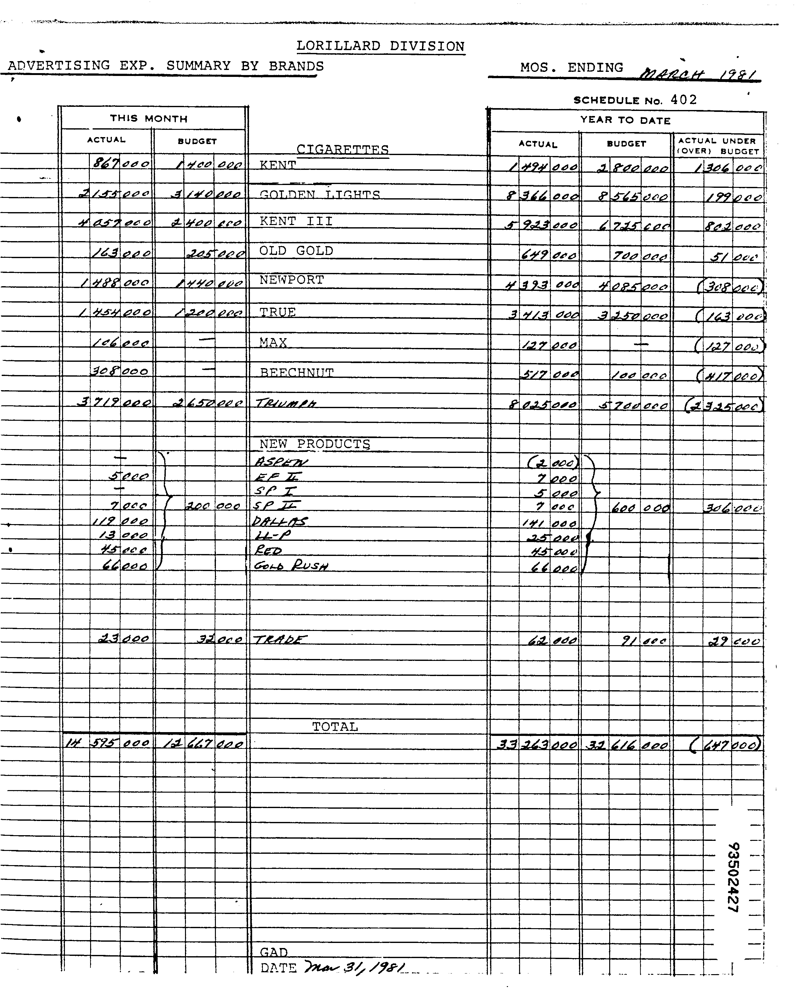 LORILLARD DIVISION
ADVERTISING EXP. SUMMARY BY BRANDS MOS. ENDING MARCH 1981
SCHEDULE No. 402
THIS MONTH YEAR TO DATE
ACTUAL BUDGET CIGARETTES ACTUAL BUDGET ACTUAL UNDER (OVER) BUDGET
867 000 1 400 000 KENT 1 494 000 2 800 000 1 306 000
2 155 000 3 140 000 GOLDEN LIGHTS 8 366 000 8 565 000 199 000
4 057 000 2 400 000 KENT III 5 923 000 6 725 000 802 000
163 000 205 000 OLD GOLD 649 000 700 000 51 000
1 488 000 1 440 000 NEWPORT 4 393 000 4 085 000 (308 000)
1 454 000 1 200 000 TRUE 3 413 000 3 250 000 (163 000)
106 000 — MAX 127 000 — (127 000)
308 000 — BEECHNUT 517 000 100 000 (417 000)
3 719 000 2 650 000 TRIUMPH 8 025 000 5 700 000 (2 325 000)
NEW PRODUCTS
— ASPEN (2 000)
5 000 EF II 7 000
— SP I 5 000
7 000 200 000 SP II 7 000 600 000 306 000
119 000 DALLAS 141 000
13 000 LL-P 25 000
45 000 RED 45 000
66 000 GOLD RUSH 66 000
23 000 32 000 TRADE 62 000 91 000 29 000
TOTAL
14 595 000 12 667 000 33 263 000 32 616 000 (647 000)
93502427
GAD
DATE Mar 31, 1981